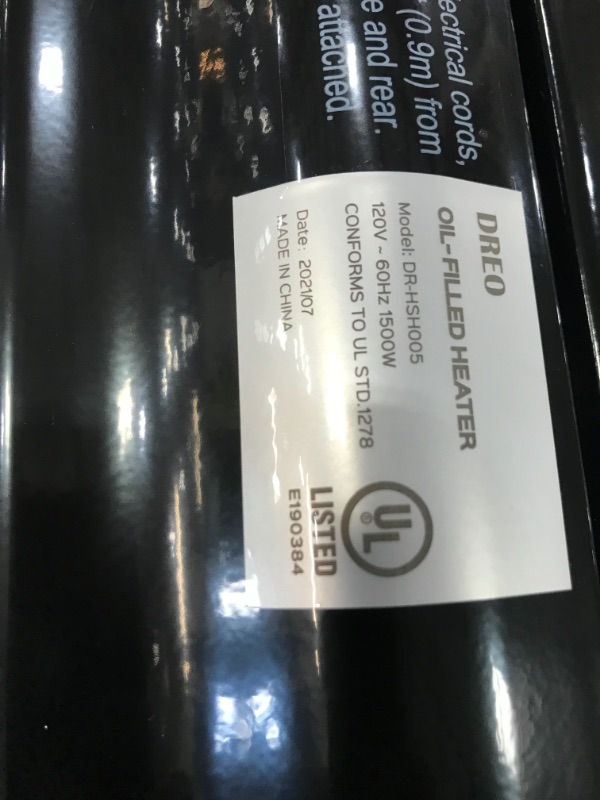 ectrical cords,
(0.9m) from
e and rear.
attached.
DREO
OIL-FILLED HEATER
Model: DR-HSH005
120V ~ 60Hz 1500W
CONFORMS TO UL STD.1278
Date: 2021/07
MADE IN CHINA
UL
®
LISTED
E190384